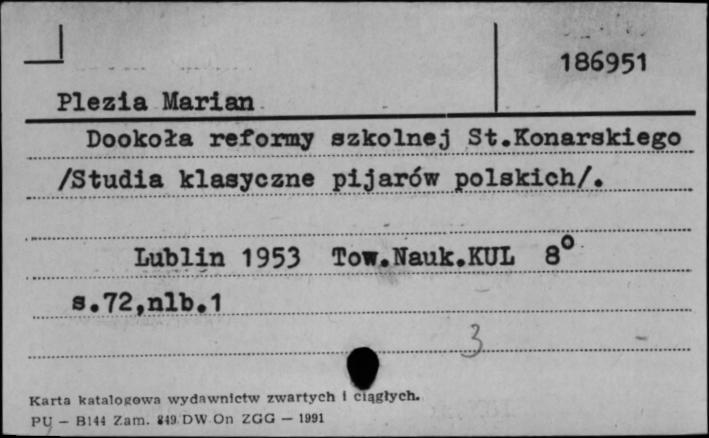 186951
Plezia Marian
Dookoła reformy szkolnej St.Konarskiego
/Studia klasyczne pijarów polskich/.
Lublin 1953 Tow.Nauk.KUL 8°
s.72,nlb.1
3
Karta katalogowa wydawnictw zwartych i ciągłych.
PU — B144 Zam. 849 DW On ZGG — 1991